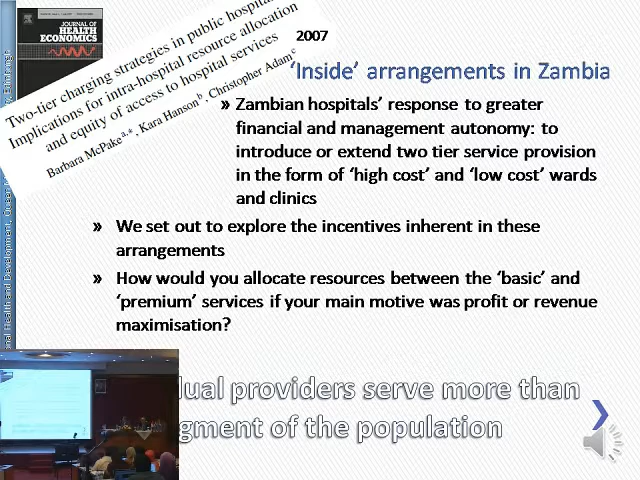 JOURNAL OF
HEALTH
ECONOMICS
Two-tier charging strategies in public hospitals
Implications for intra-hospital resource allocation
and equity of access to hospital services
Barbara McPake a,*, Kara Hanson b, Christopher Adam c
2007
‘Inside’ arrangements in Zambia
» Zambian hospitals’ response to greater
financial and management autonomy: to
introduce or extend two tier service provision
in the form of ‘high cost’ and ‘low cost’ wards
and clinics
» We set out to explore the incentives inherent in these
arrangements
» How would you allocate resources between the ‘basic’ and
‘premium’ services if your main motive was profit or revenue
maximisation?
dual providers serve more than
gment of the population